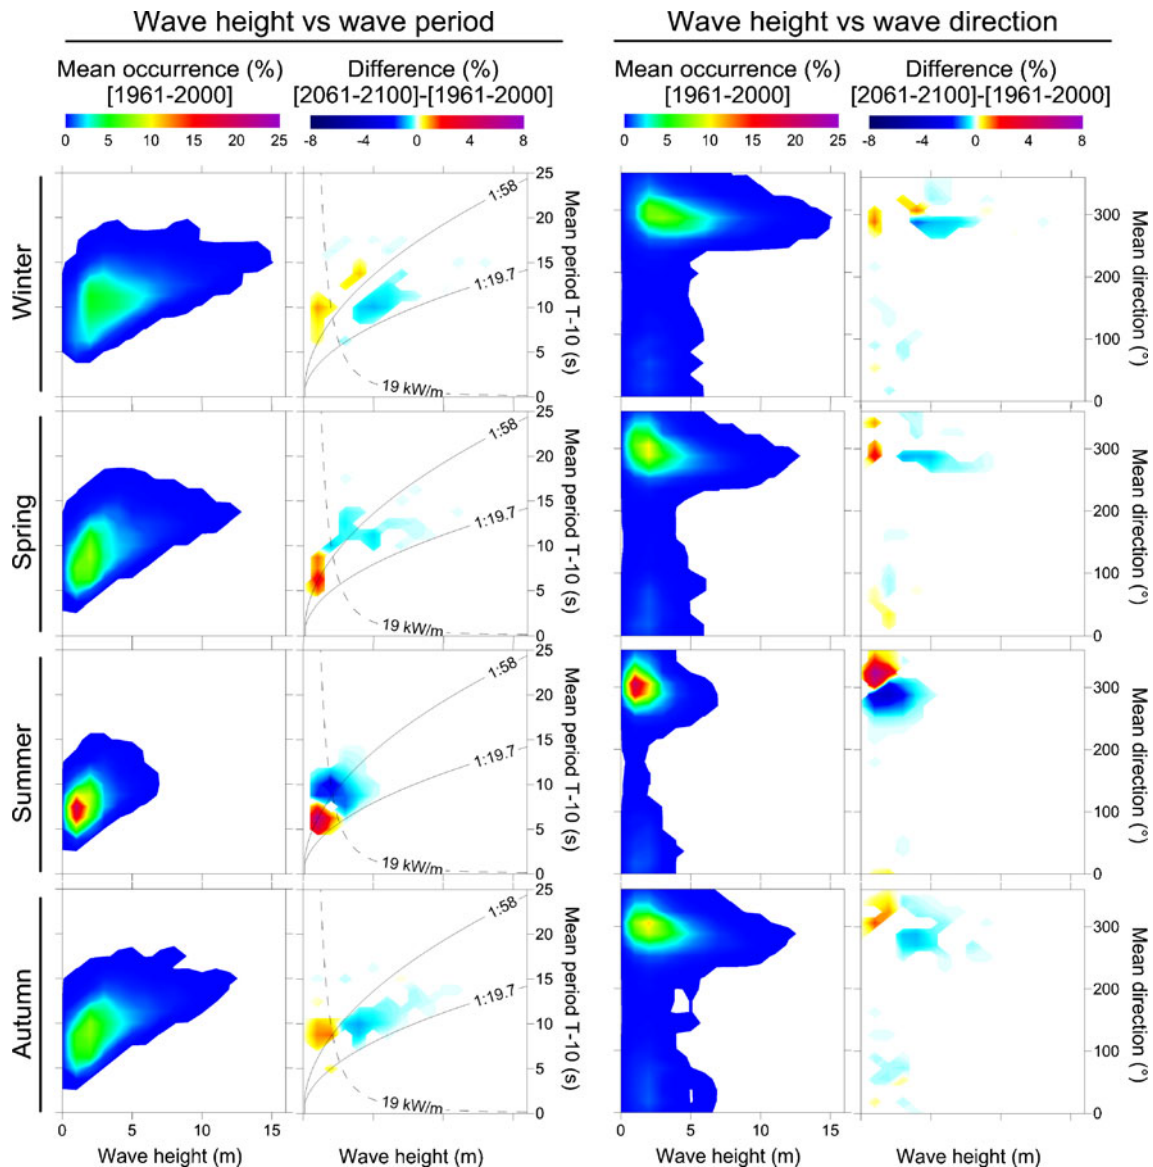 Wave height vs wave period
Wave height vs wave direction
Mean occurrence (%)
[1961-2000]
Difference (%)
[2061-2100]-[1961-2000]
Mean occurrence (%)
[1961-2000]
Difference (%)
[2061-2100]-[1961-2000]
0 5 10 15 20 25
-8 -4 0 4 8
0 5 10 15 20 25
-8 -4 0 4 8
Winter
1:58
1:19.7
19 kW/m
25
20
15
10
5
0
Mean period T-10 (s)
300
200
100
0
Mean direction (°)
Spring
1:58
1:19.7
19 kW/m
25
20
15
10
5
0
Mean period T-10 (s)
300
200
100
0
Mean direction (°)
Summer
1:58
1:19.7
19 kW/m
25
20
15
10
5
0
Mean period T-10 (s)
300
200
100
0
Mean direction (°)
Autumn
1:58
1:19.7
19 kW/m
25
20
15
10
5
0
Mean period T-10 (s)
300
200
100
0
Mean direction (°)
0 5 10 15
0 5 10 15
0 5 10 15
0 5 10 15
Wave height (m)
Wave height (m)
Wave height (m)
Wave height (m)